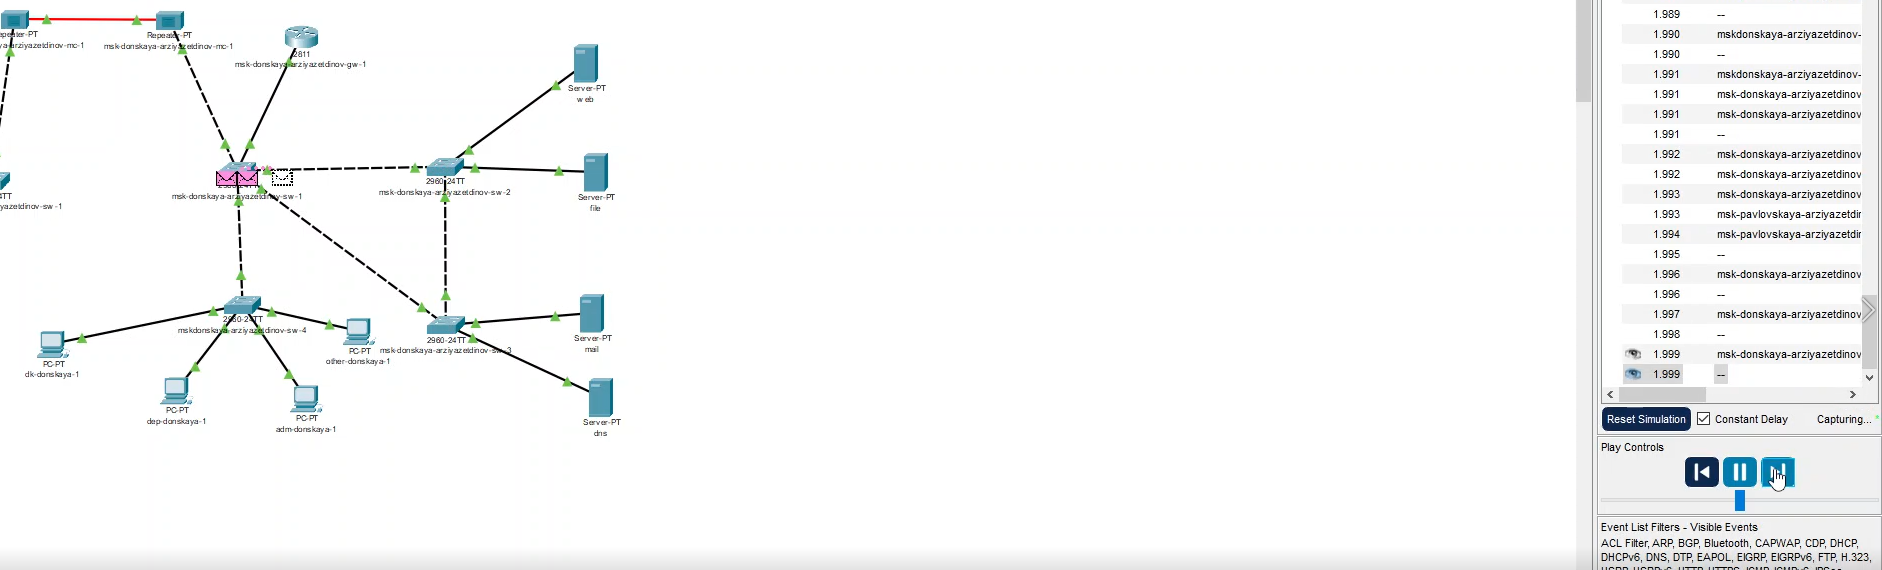 Repeater-PT
msk-donskaya-arziyazetdinov-mc-1
2811
msk-donskaya-arziyazetdinov-gw-1
Server-PT
web
msk-donskaya-arziyazetdinov-sw-1
2960-24TT
msk-donskaya-arziyazetdinov-sw-2
Server-PT
file
yazetdinov-sw-1
2960-24TT
mskdonskaya-arziyazetdinov-sw-4
PC-PT
dk-donskaya-1
PC-PT
dep-donskaya-1
PC-PT
adm-donskaya-1
PC-PT
other-donskaya-1
2960-24TT
msk-donskaya-arziyazetdinov-sw-3
Server-PT
mail
Server-PT
dns
1.989 --
1.990 mskdonskaya-arziyazetdinov-
1.990 --
1.991 mskdonskaya-arziyazetdinov-
1.991 msk-donskaya-arziyazetdinov
1.991 msk-donskaya-arziyazetdinov
1.991 --
1.992 msk-donskaya-arziyazetdinov
1.992 msk-donskaya-arziyazetdinov
1.993 msk-donskaya-arziyazetdinov
1.993 msk-pavlovskaya-arziyazetdir
1.994 msk-pavlovskaya-arziyazetdir
1.995 --
1.996 msk-donskaya-arziyazetdinov
1.996 --
1.997 msk-donskaya-arziyazetdinov
1.998 --
1.999 msk-donskaya-arziyazetdinov
1.999 --
Reset Simulation Constant Delay Capturing...
Play Controls
Event List Filters - Visible Events
ACL Filter, ARP, BGP, Bluetooth, CAPWAP, CDP, DHCP,
DHCPv6, DNS, DTP, EAPOL, EIGRP, EIGRPv6, FTP, H.323,